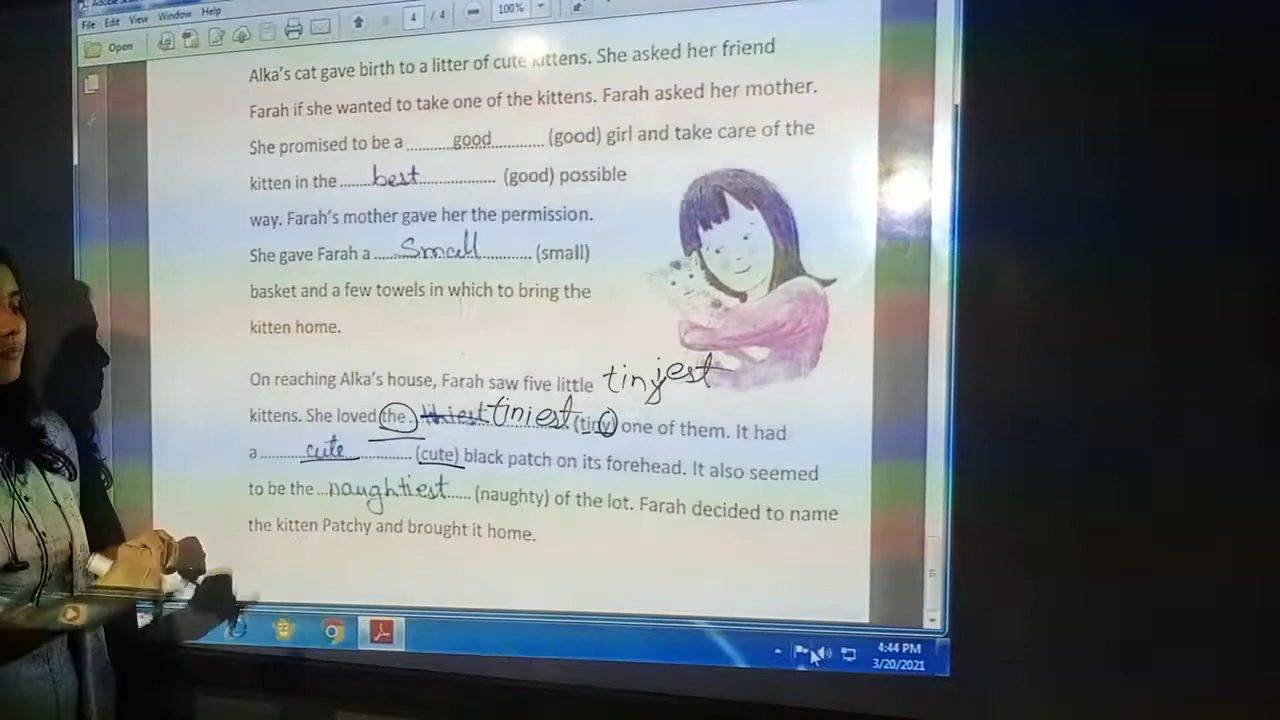 File Edit View Window Help
Open 4 / 4 100%
Alka's cat gave birth to a litter of cute kittens. She asked her friend
Farah if she wanted to take one of the kittens. Farah asked her mother.
She promised to be a ..........good............ (good) girl and take care of the
kitten in the .......best................. (good) possible
way. Farah's mother gave her the permission.
She gave Farah a ......Small........... (small)
basket and a few towels in which to bring the
kitten home.
On reaching Alka's house, Farah saw five little tinyest
kittens. She loved the tiniest (tiny) one of them. It had
a ..........cute............ (cute) black patch on its forehead. It also seemed
to be the ...naughtiest..... (naughty) of the lot. Farah decided to name
the kitten Patchy and brought it home.
4:44 PM
3/20/2021